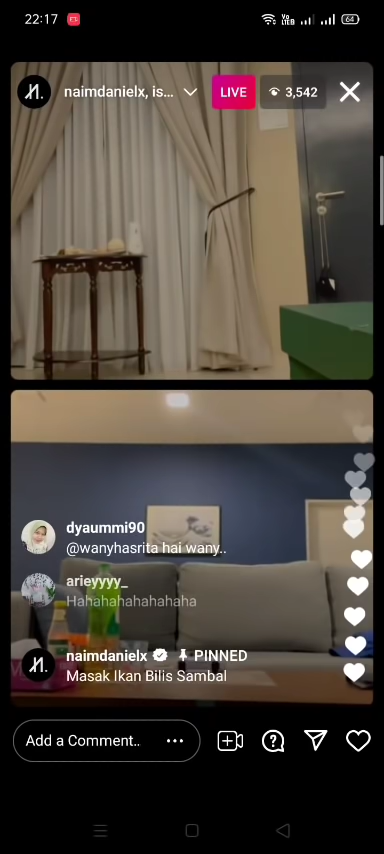 22:17
64
naimdanielx, is...
LIVE
3,542
dyaummi90
@wanyhasrita hai wany..
arieyyyy_
Hahahahahahahaha
naimdanielx PINNED
Masak Ikan Bilis Sambal
Add a Comment..